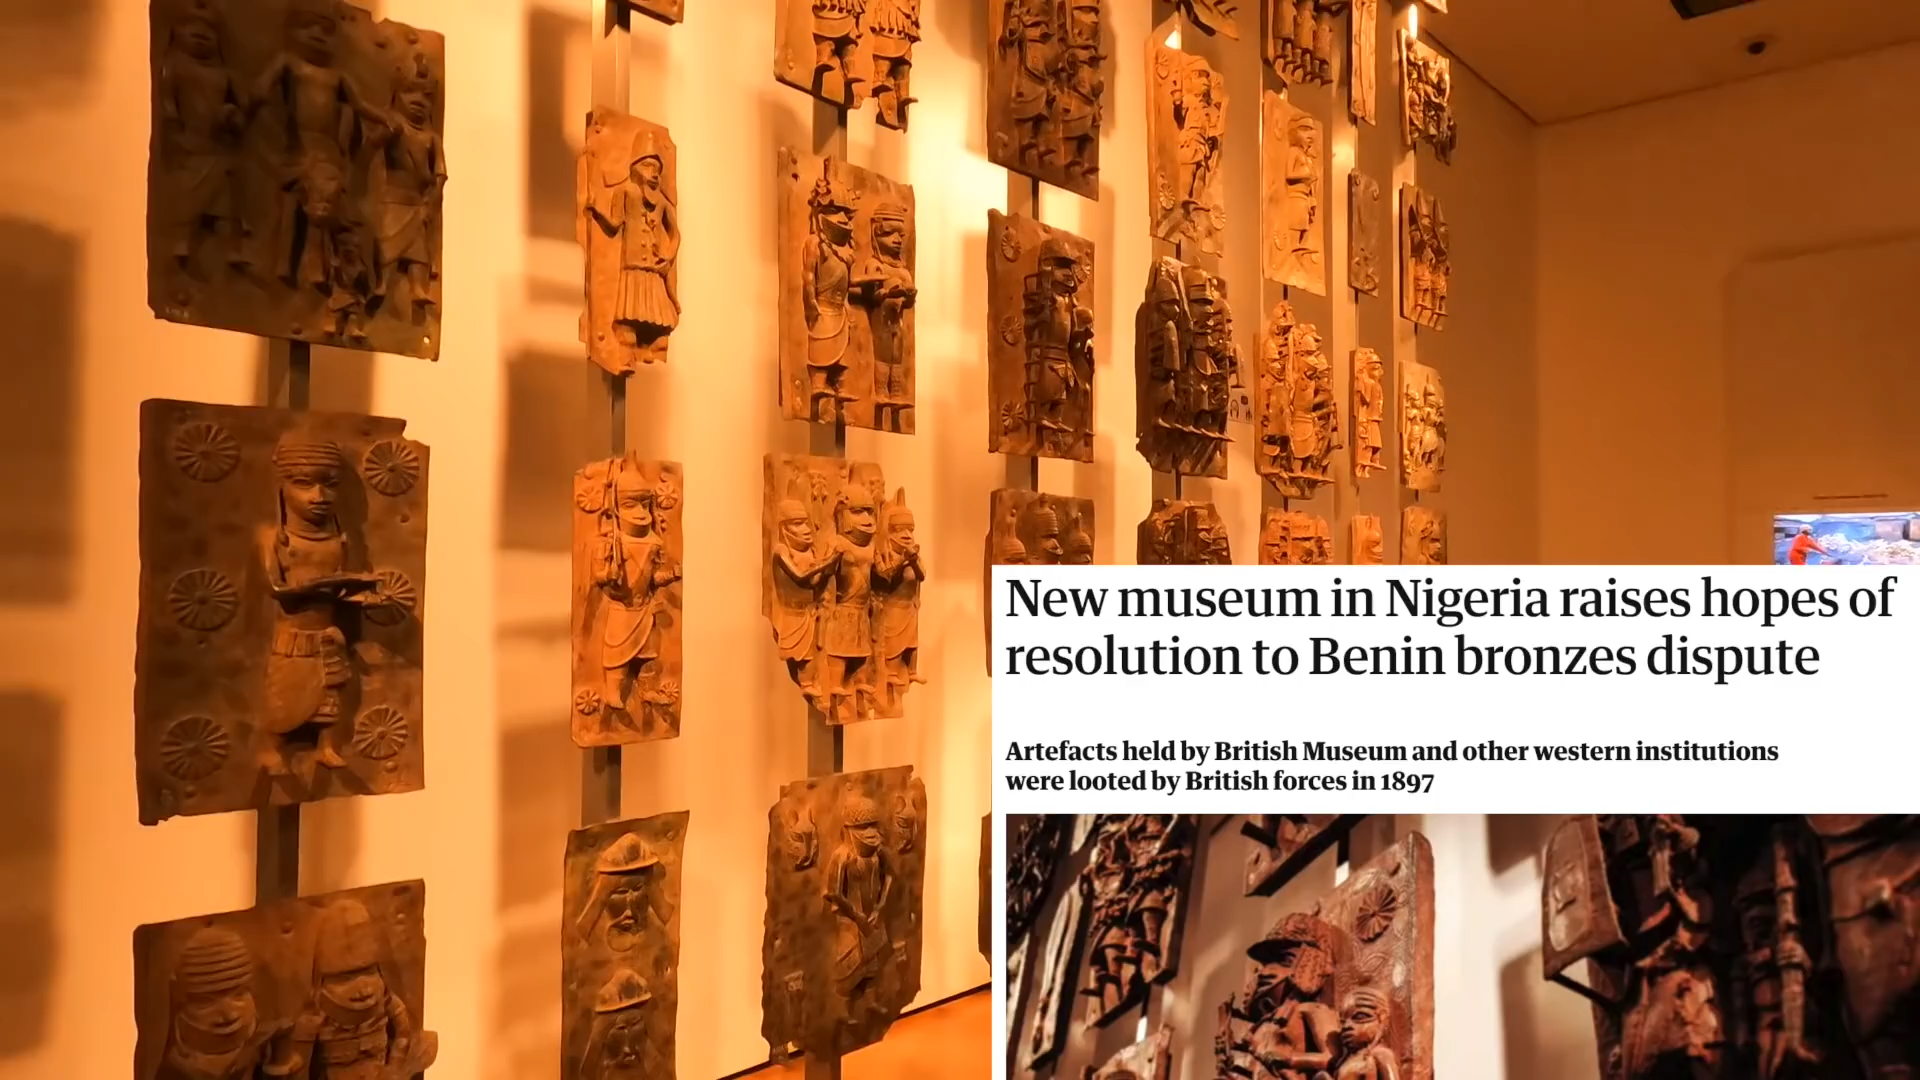 New museum in Nigeria raises hopes of
resolution to Benin bronzes dispute
Artefacts held by British Museum and other western institutions
were looted by British forces in 1897